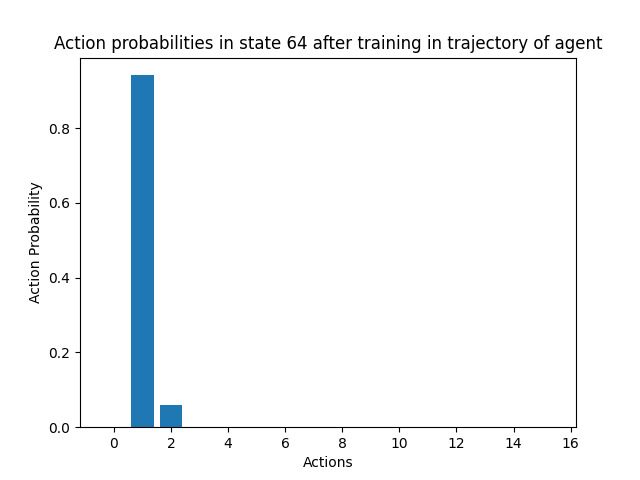 Action probabilities in state 64 after training in trajectory of agent
0.8
0.6
0.4
0.2
0.0
Action Probability
0 2 4 6 8 10 12 14 16
Actions